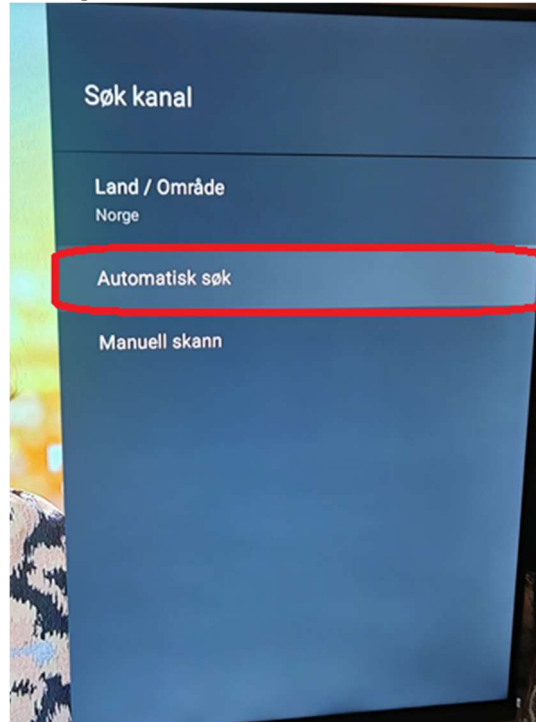 Søk kanal
Land / Område
Norge
Automatisk søk
Manuell skann